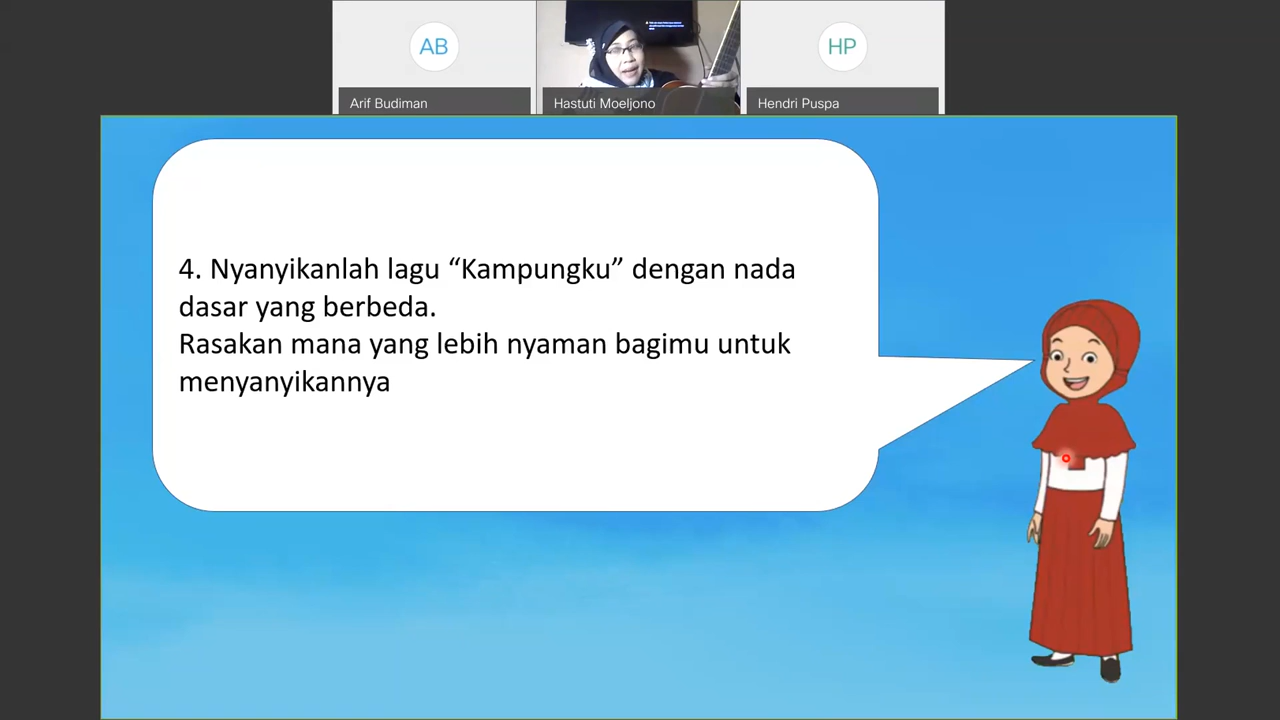 AB
HP
Arif Budiman
Hastuti Moeljono
Hendri Puspa
4. Nyanyikanlah lagu “Kampungku” dengan nada
dasar yang berbeda.
Rasakan mana yang lebih nyaman bagimu untuk
menyanyikannya